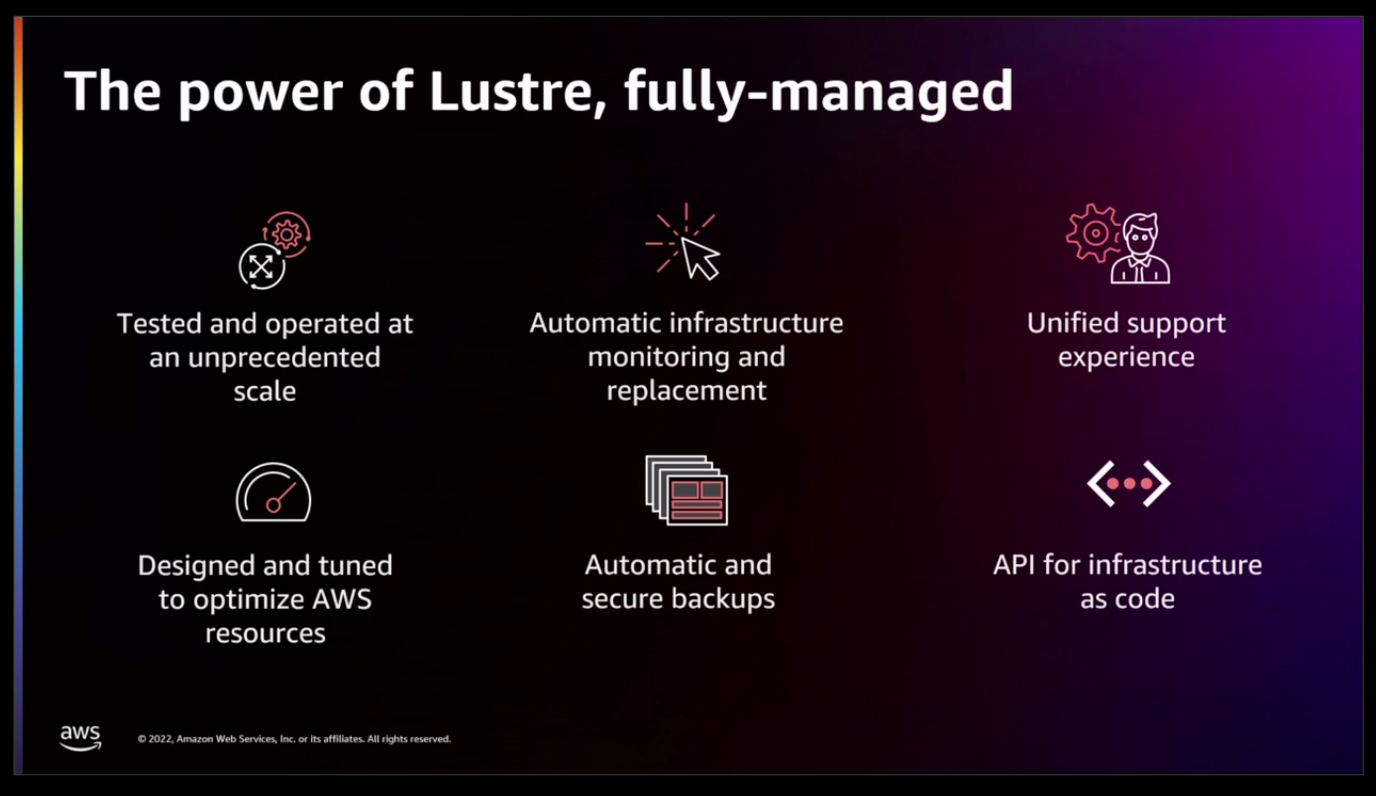 The power of Lustre, fully-managed
Tested and operated at
an unprecedented
scale
Automatic infrastructure
monitoring and
replacement
Unified support
experience
Designed and tuned
to optimize AWS
resources
Automatic and
secure backups
API for infrastructure
as code
aws
© 2022, Amazon Web Services, Inc. or its affiliates. All rights reserved.